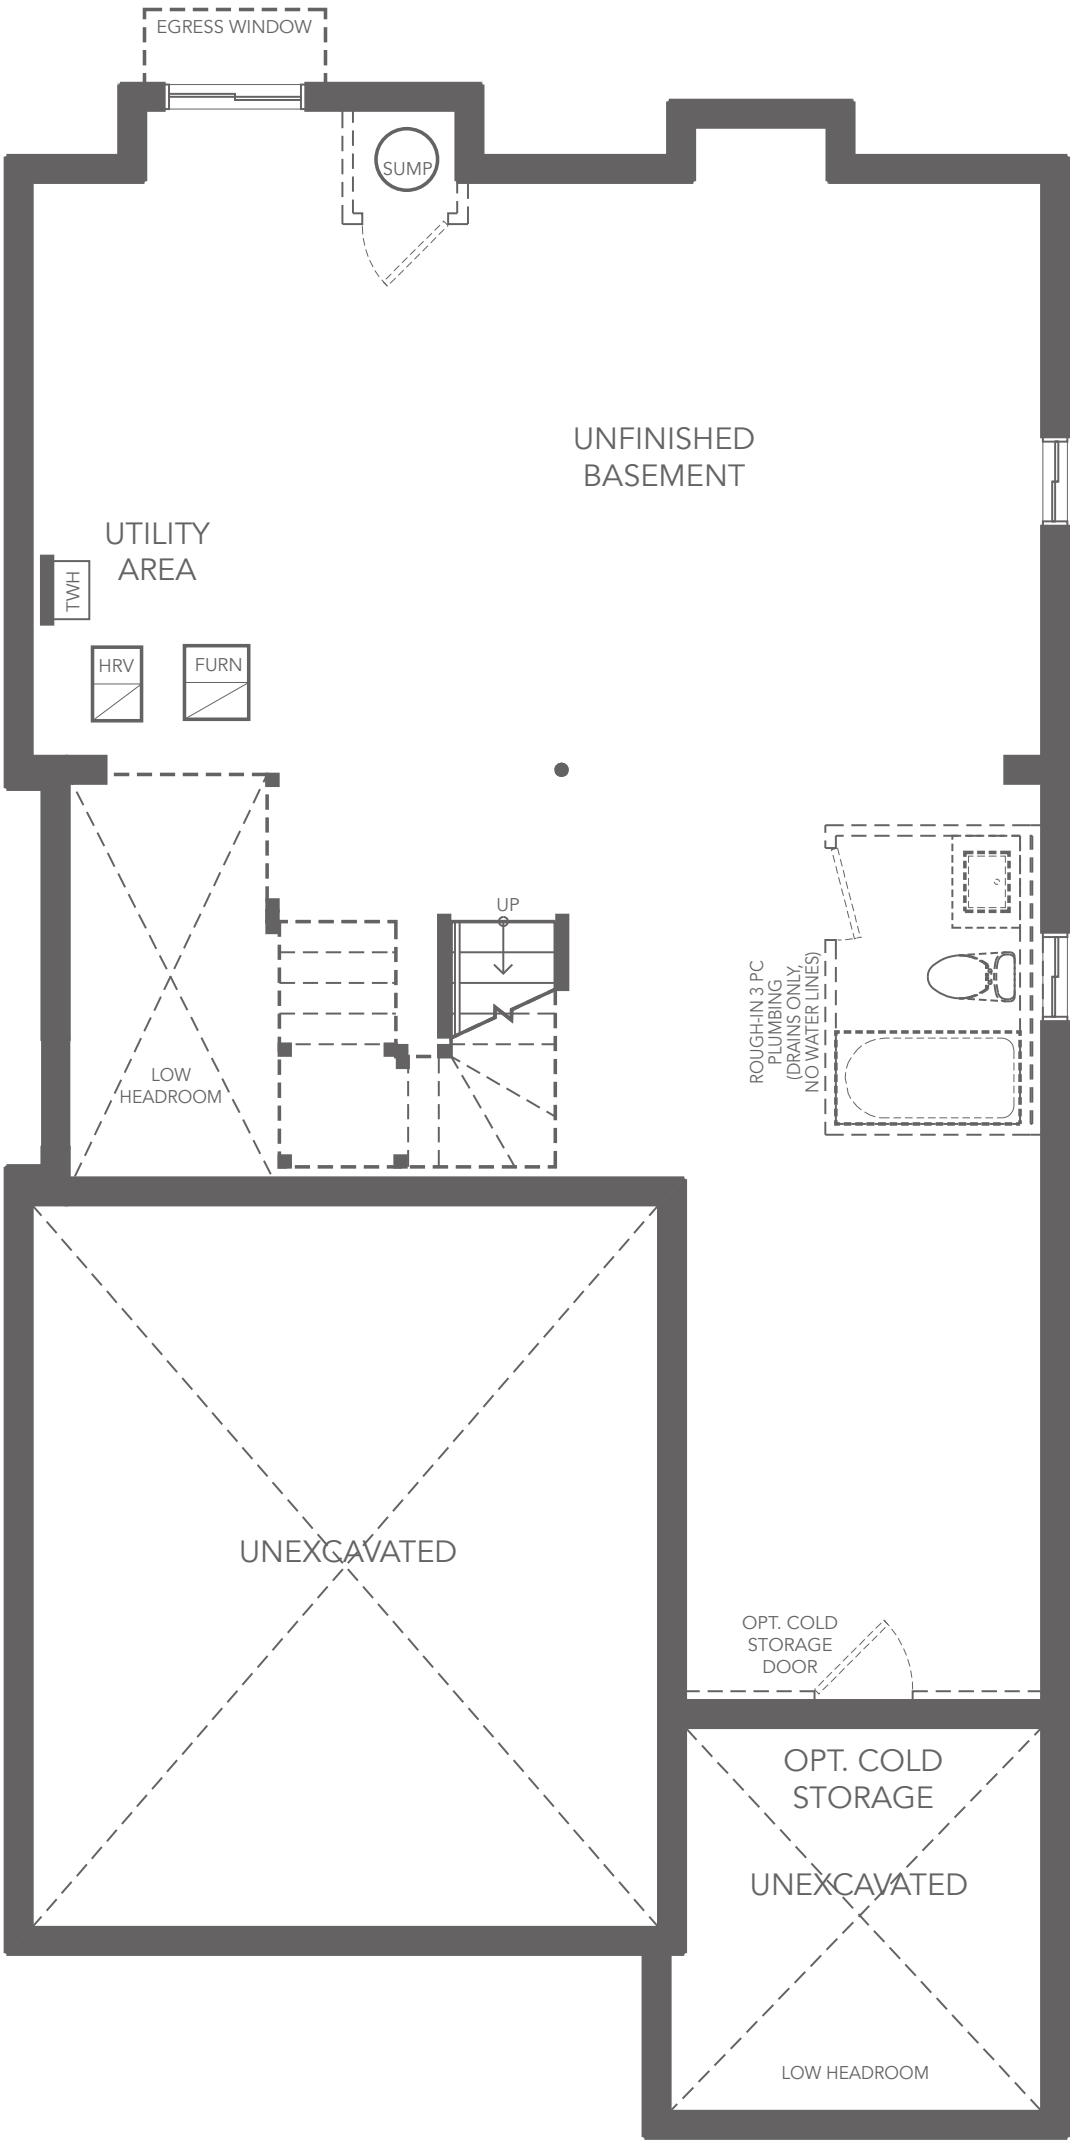 EGRESS WINDOW
SUMP
UNFINISHED
BASEMENT
UTILITY
AREA
TWH
HRV
FURN
UP
ROUGH-IN 3 PC
PLUMBING
(DRAINS ONLY,
NO WATER LINES)
LOW
HEADROOM
UNEXCAVATED
OPT. COLD
STORAGE
DOOR
OPT. COLD
STORAGE
UNEXCAVATED
LOW HEADROOM